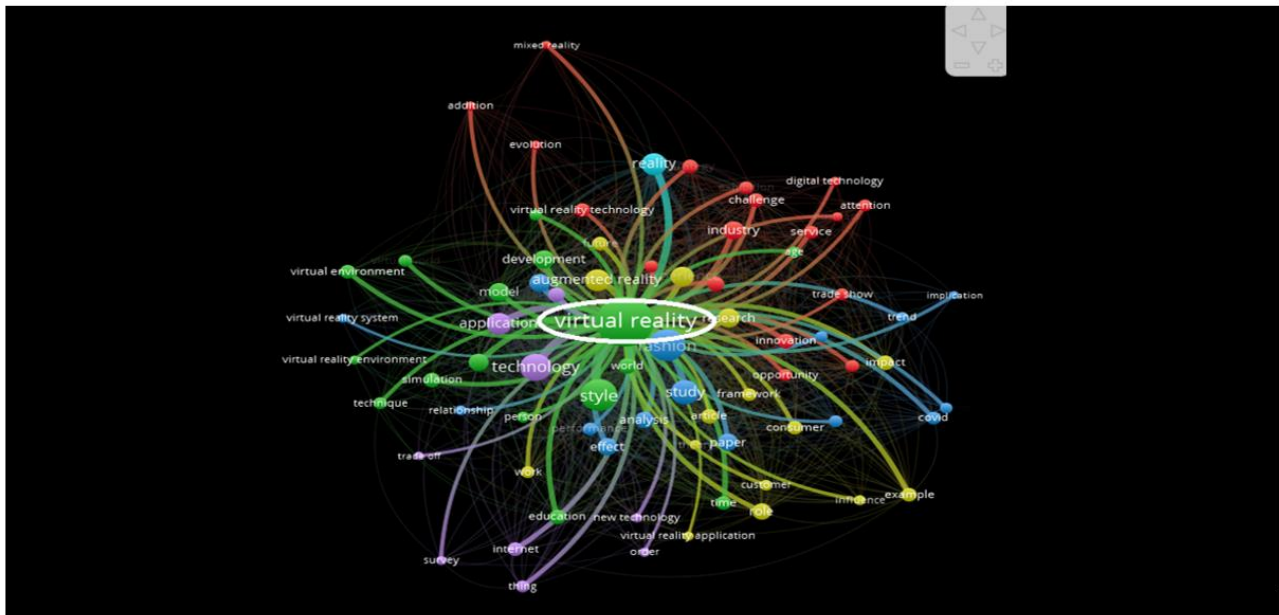 mixed reality
addition
evolution
reality
digital technology
virtual reality technology
challenge
attention
industry
service
future
age
development
virtual environment
augmented reality
model
trade show
implication
virtual reality system
application
virtual reality
research
trend
fashion
innovation
virtual reality environment
technology
world
impact
simulation
opportunity
style
study
framework
technique
relationship
person
analysis
article
covid
performance
consumer
effect
paper
trade off
work
customer
example
influence
time
role
education
new technology
virtual reality application
internet
order
survey
thing